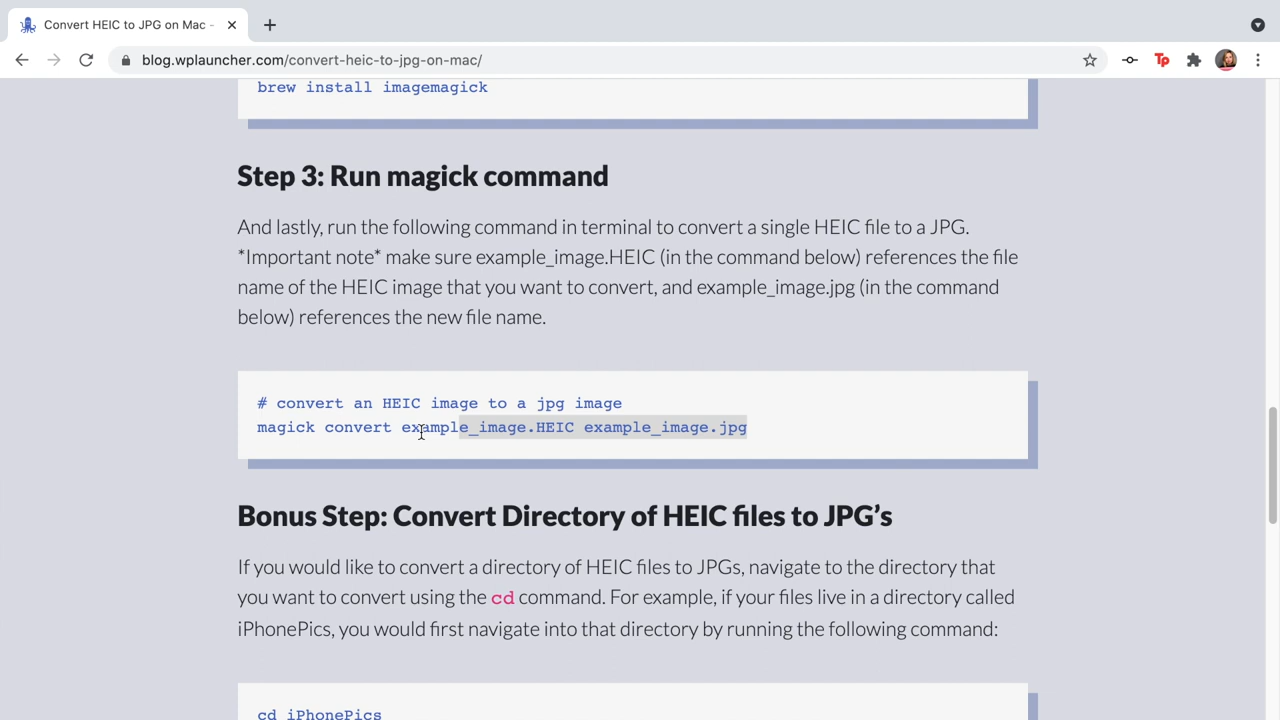 Convert HEIC to JPG on Mac -
blog.wplauncher.com/convert-heic-to-jpg-on-mac/
Tp
brew install imagemagick
Step 3: Run magick command
And lastly, run the following command in terminal to convert a single HEIC file to a JPG.
*Important note* make sure example_image.HEIC (in the command below) references the file
name of the HEIC image that you want to convert, and example_image.jpg (in the command
below) references the new file name.
# convert an HEIC image to a jpg image
magick convert example_image.HEIC example_image.jpg
Bonus Step: Convert Directory of HEIC files to JPG’s
If you would like to convert a directory of HEIC files to JPGs, navigate to the directory that
you want to convert using the cd command. For example, if your files live in a directory called
iPhonePics, you would first navigate into that directory by running the following command:
cd iPhonePics